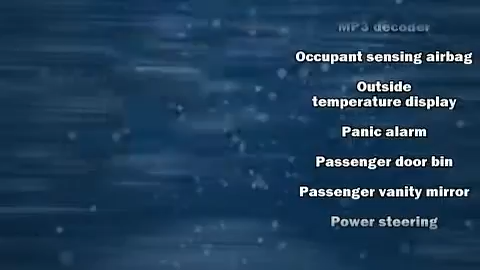 MP3 decoder
Occupant sensing airbag
Outside
temperature display
Panic alarm
Passenger door bin
Passenger vanity mirror
Power steering